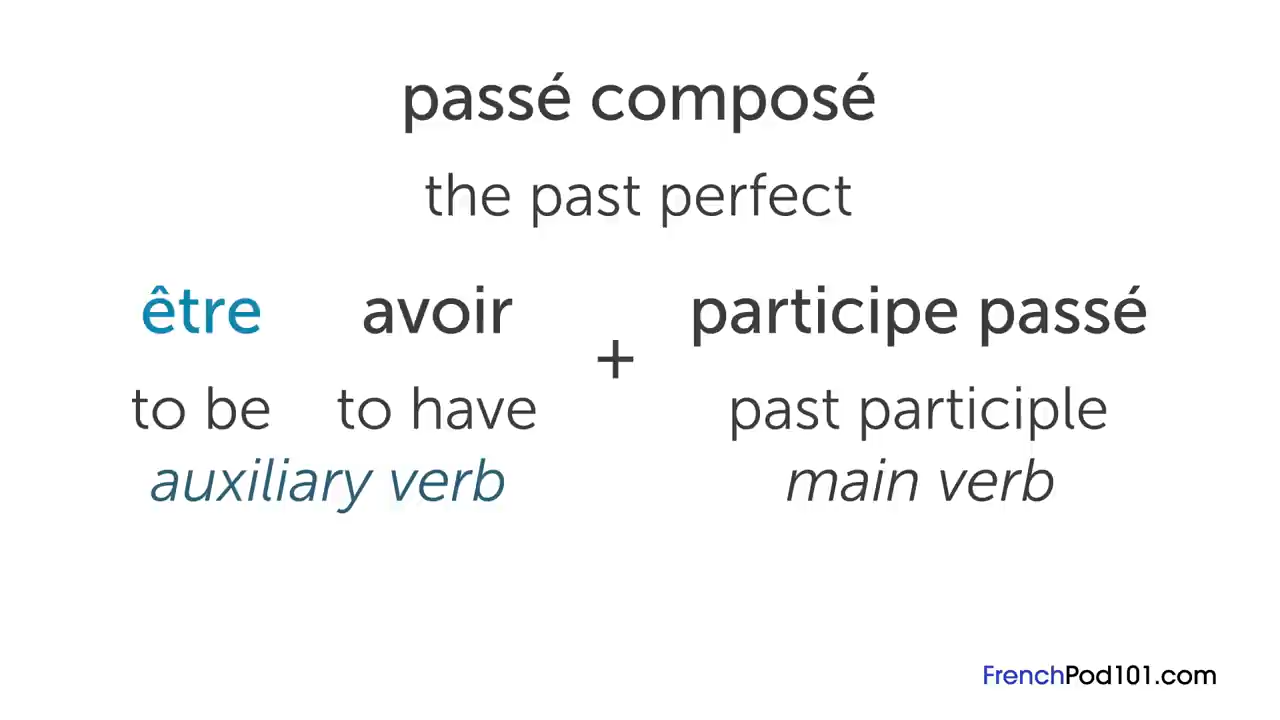 passé composé
the past perfect
être avoir + participe passé
to be to have past participle
auxiliary verb main verb
FrenchPod101.com